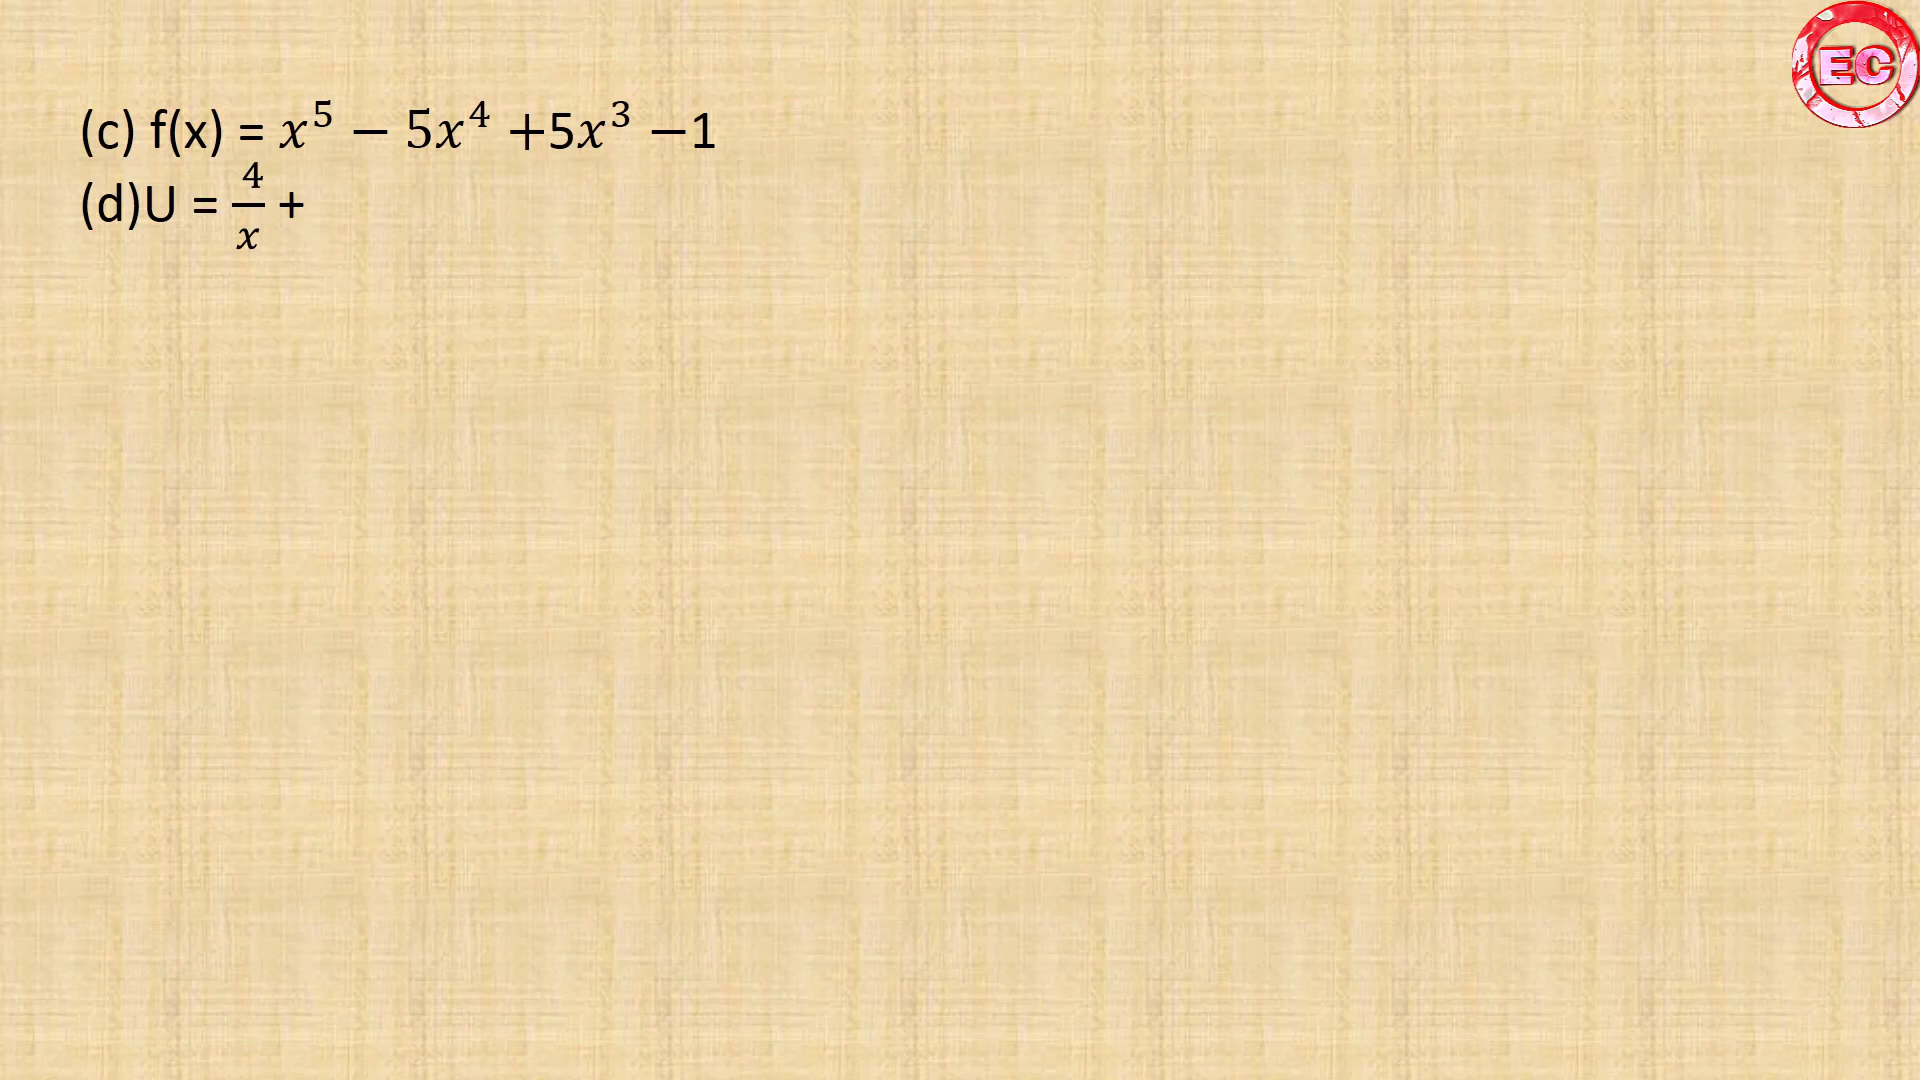 EC
(c) f(x) = x⁵ − 5x⁴ +5x³ −1
(d)U = 4/x +